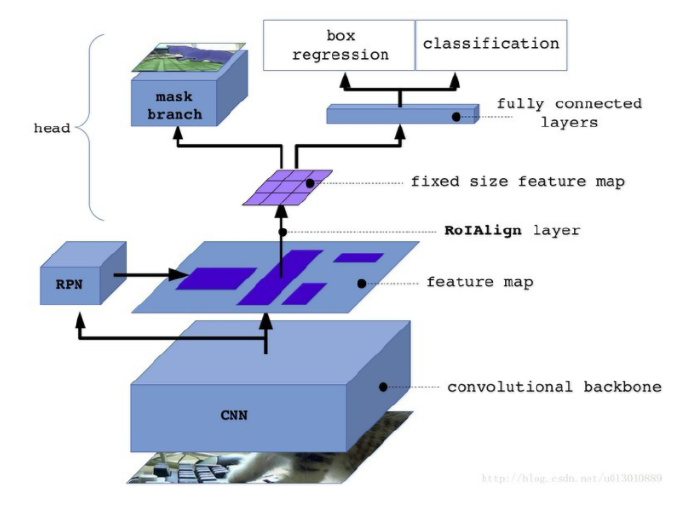 box
regression
classification
mask
branch
fully connected
layers
head
fixed size feature map
RoIAlign layer
RPN
feature map
convolutional backbone
CNN
http://blog.csdn.net/u013010889